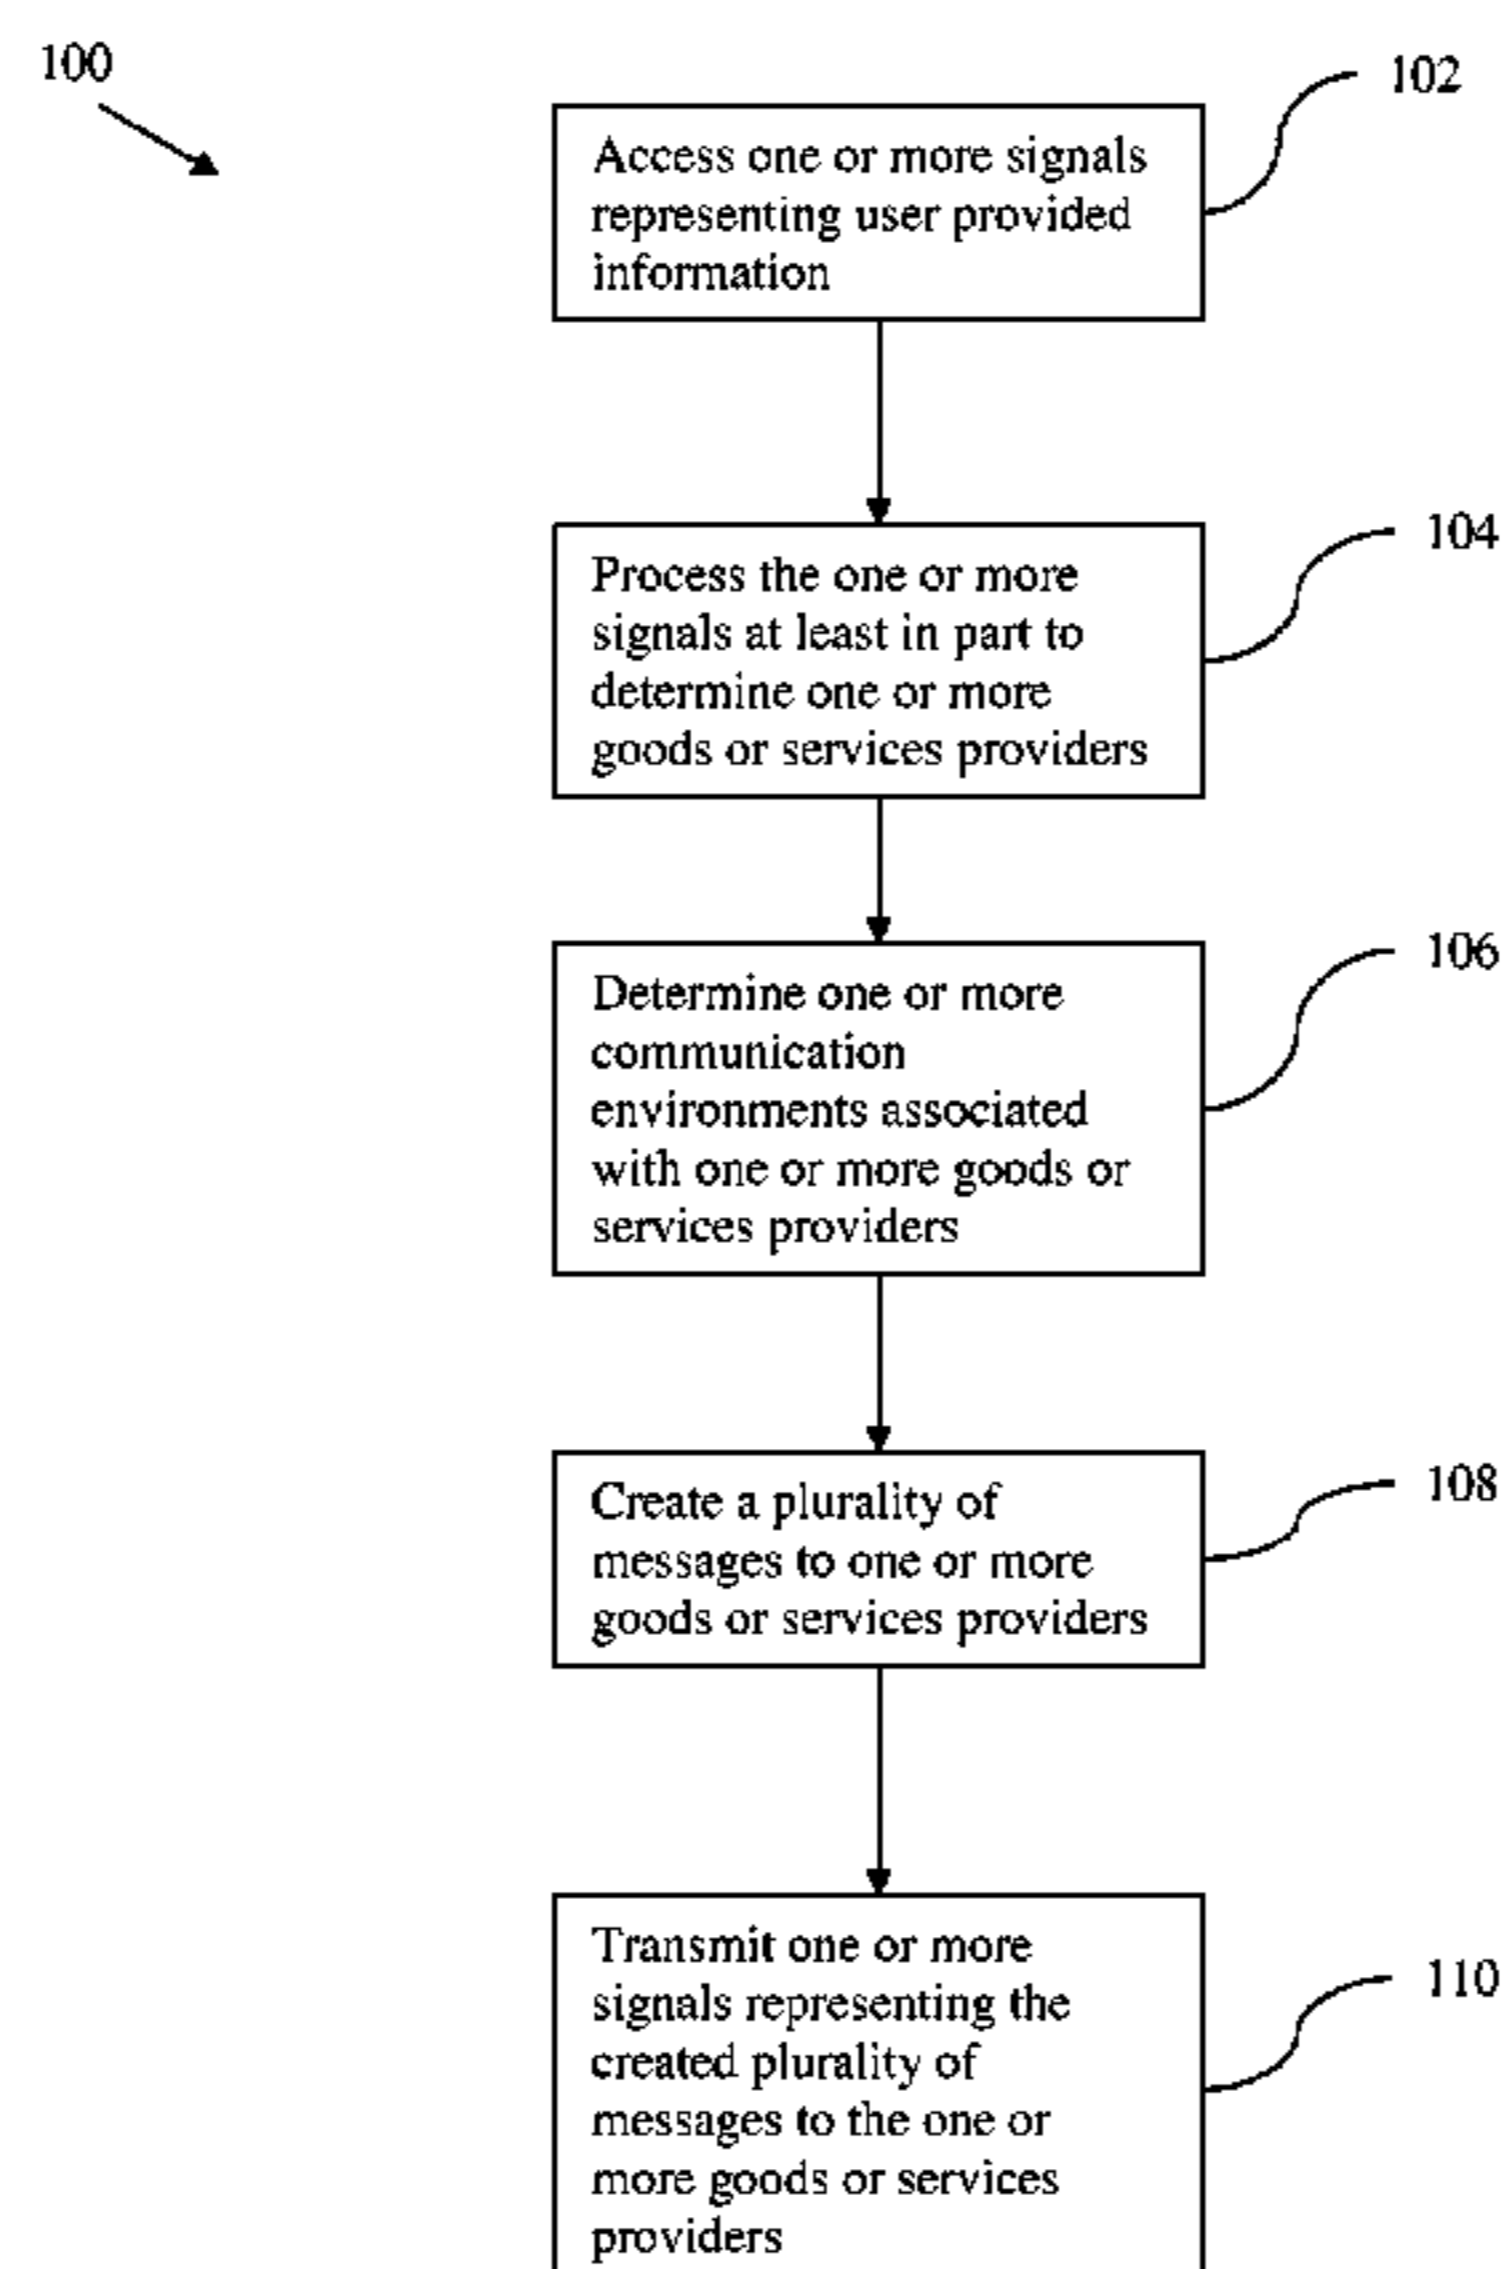 100
102
Access one or more signals
representing user provided
information
104
Process the one or more
signals at least in part to
determine one or more
goods or services providers
106
Determine one or more
communication
environments associated
with one or more goods or
services providers
108
Create a plurality of
messages to one or more
goods or services providers
110
Transmit one or more
signals representing the
created plurality of
messages to the one or
more goods or services
providers